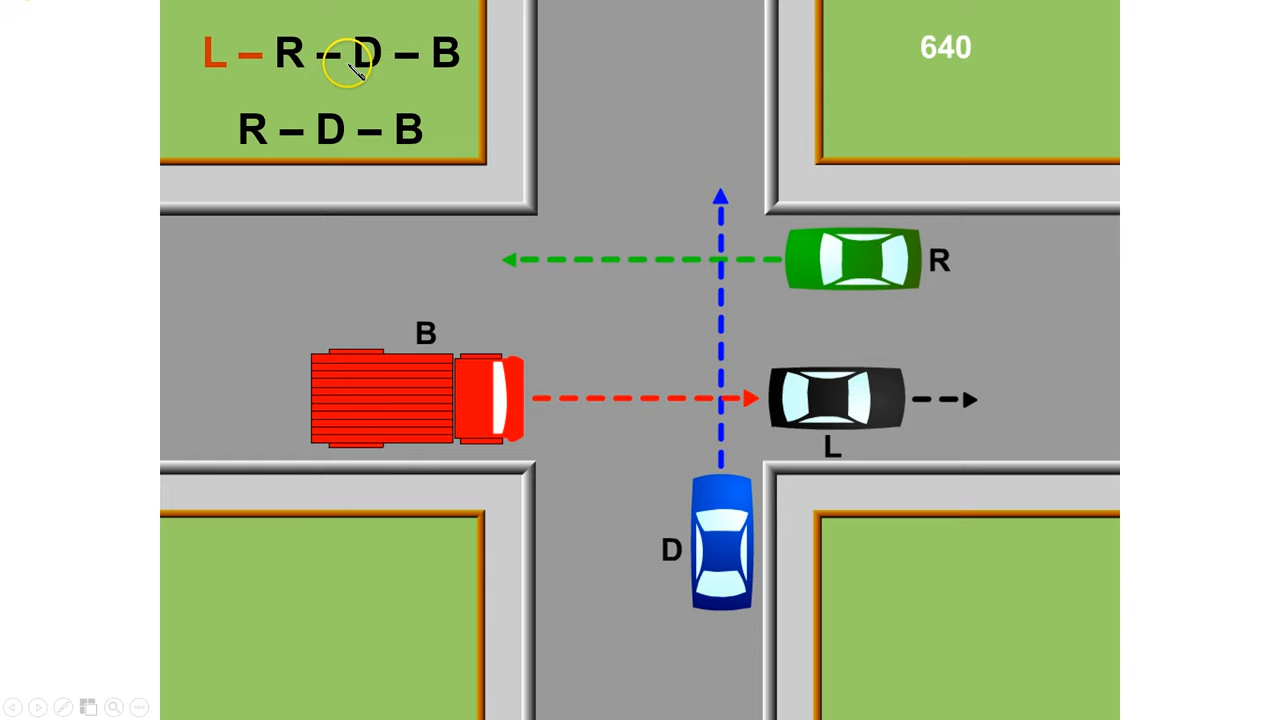 L – R – D – B
640
R – D – B
R
B
L
D